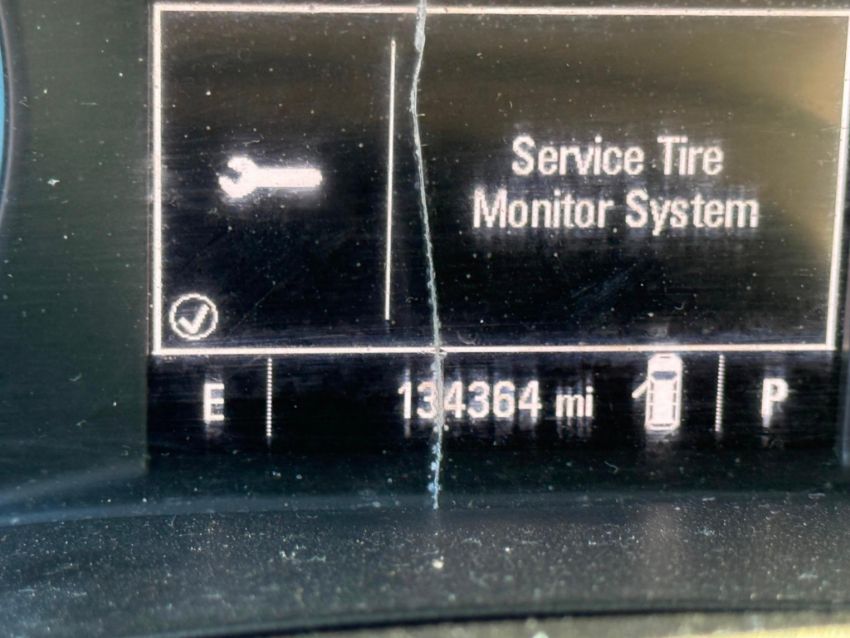 Service Tire
Monitor System
E 134364 mi P